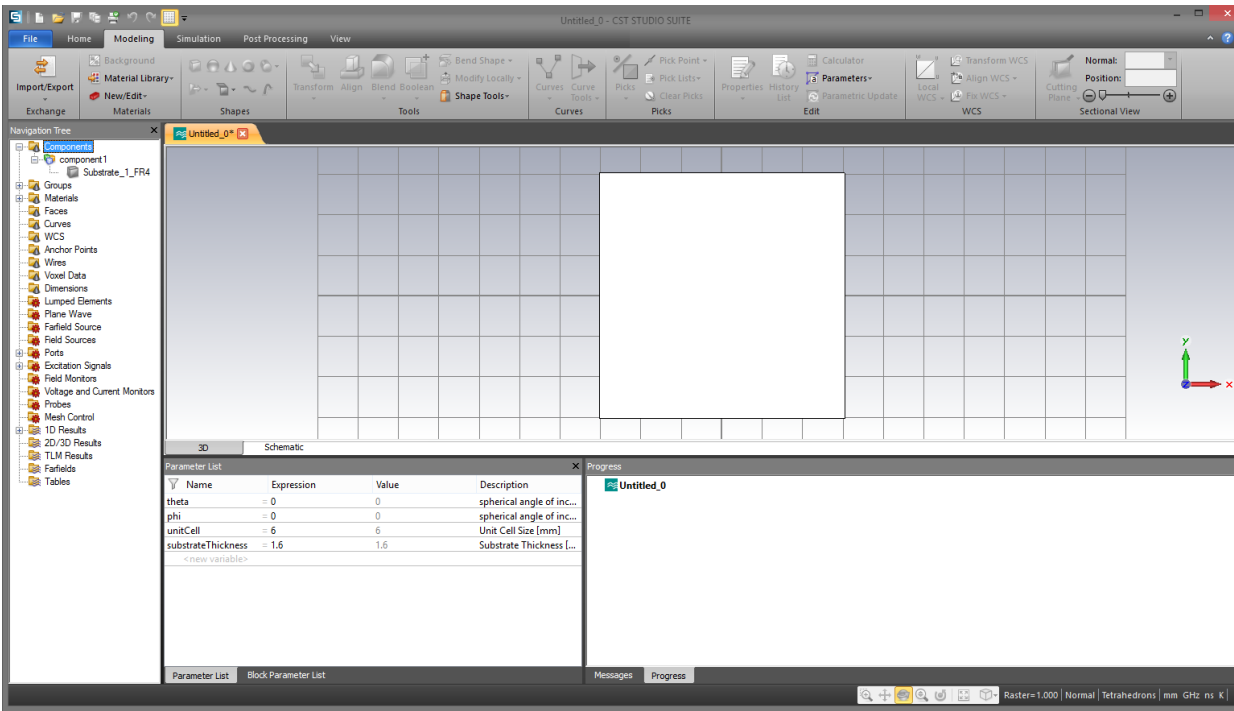 Untitled_0 - CST STUDIO SUITE
File Home Modeling Simulation Post Processing View
Import/Export
Exchange
Background
Material Library
New/Edit
Materials
Shapes
Transform Align Blend Boolean
Bend Shape
Modify Locally
Shape Tools
Tools
Curves Curve Tools
Curves
Picks
Pick Point
Pick Lists
Clear Picks
Picks
Properties History List
Calculator
Parameters
Parametric Update
Edit
Local WCS
Transform WCS
Align WCS
Fix WCS
WCS
Cutting Plane
Normal:
Position:
Sectional View
Navigation Tree
Components
component1
Substrate_1_FR4
Groups
Materials
Faces
Curves
WCS
Anchor Points
Wires
Voxel Data
Dimensions
Lumped Elements
Plane Wave
Farfield Source
Field Sources
Ports
Excitation Signals
Field Monitors
Voltage and Current Monitors
Probes
Mesh Control
1D Results
2D/3D Results
TLM Results
Farfields
Tables
Untitled_0*
y
z
x
3D Schematic
Parameter List
Name Expression Value Description
theta = 0 0 spherical angle of inc...
phi = 0 0 spherical angle of inc...
unitCell = 6 6 Unit Cell Size [mm]
substrateThickness = 1.6 1.6 Substrate Thickness [...
<new variable>
Parameter List Block Parameter List
Progress
Untitled_0
Messages Progress
Raster=1.000 Normal Tetrahedrons mm GHz ns K